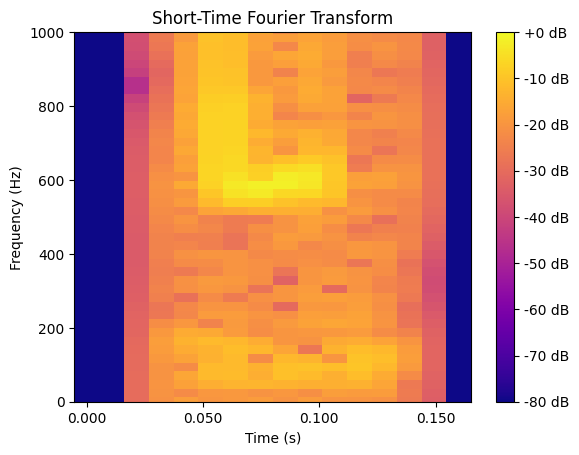 Short-Time Fourier Transform
1000
800
600
400
200
0
Frequency (Hz)
0.000
0.050
0.100
0.150
Time (s)
+0 dB
-10 dB
-20 dB
-30 dB
-40 dB
-50 dB
-60 dB
-70 dB
-80 dB